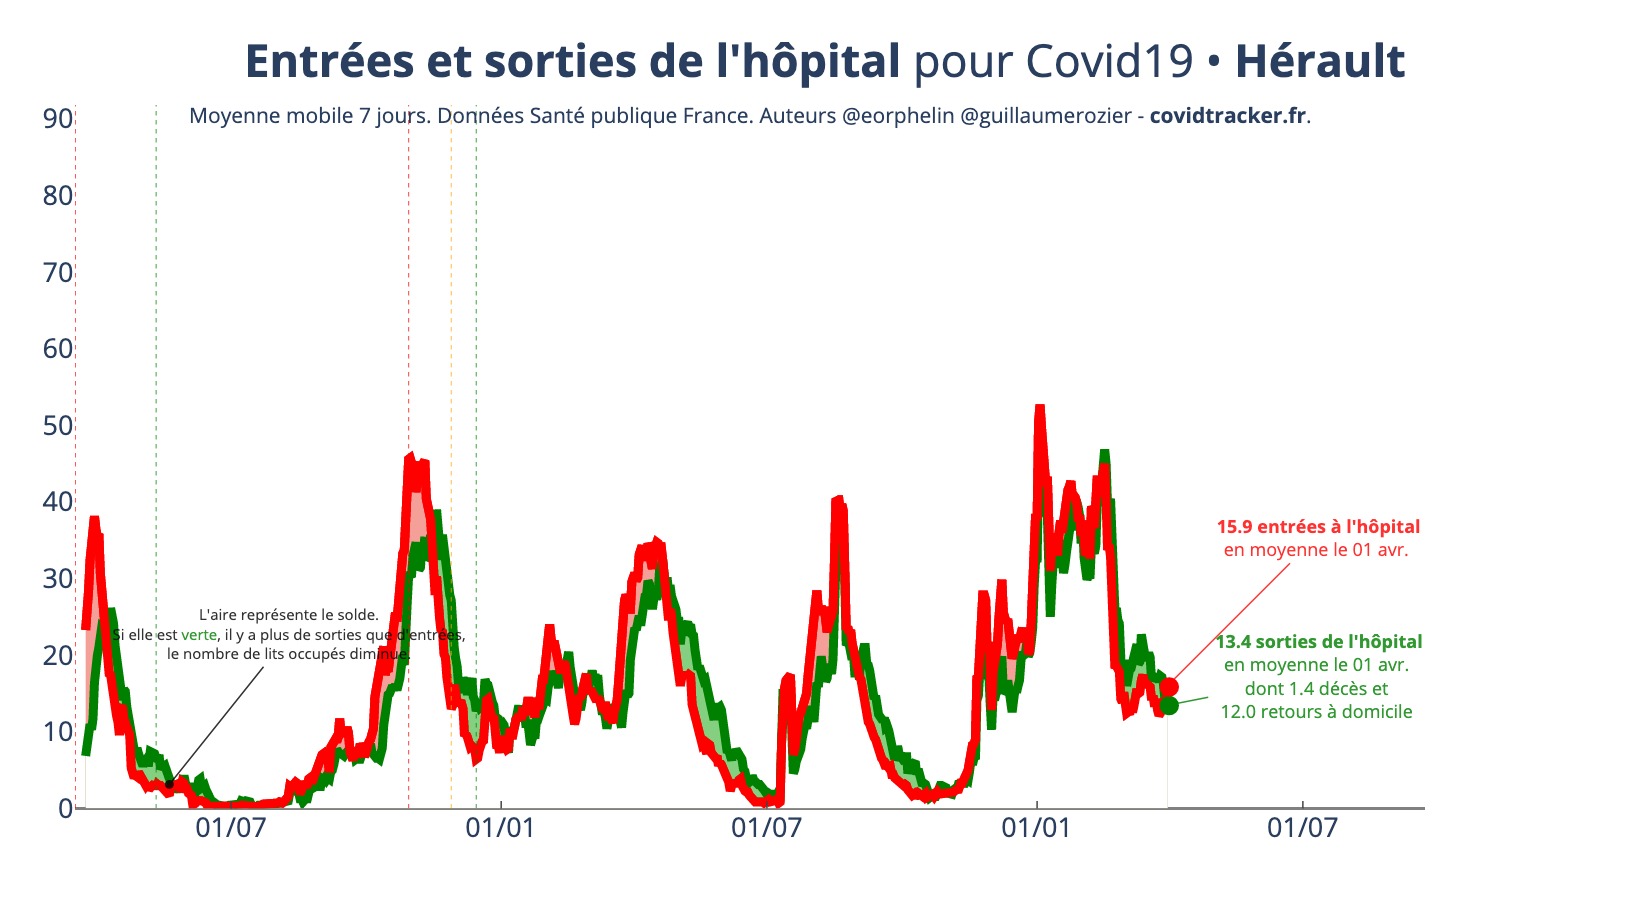 Entrées et sorties de l'hôpital pour Covid19 • Hérault
Moyenne mobile 7 jours. Données Santé publique France. Auteurs @eorphelin @guillaumerozier - covidtracker.fr.
90
80
70
60
50
40
30
20
10
0
L'aire représente le solde.
Si elle est verte, il y a plus de sorties que d'entrées,
le nombre de lits occupés diminue.
15.9 entrées à l'hôpital
en moyenne le 01 avr.
13.4 sorties de l'hôpital
en moyenne le 01 avr.
dont 1.4 décès et
12.0 retours à domicile
01/07
01/01
01/07
01/01
01/07